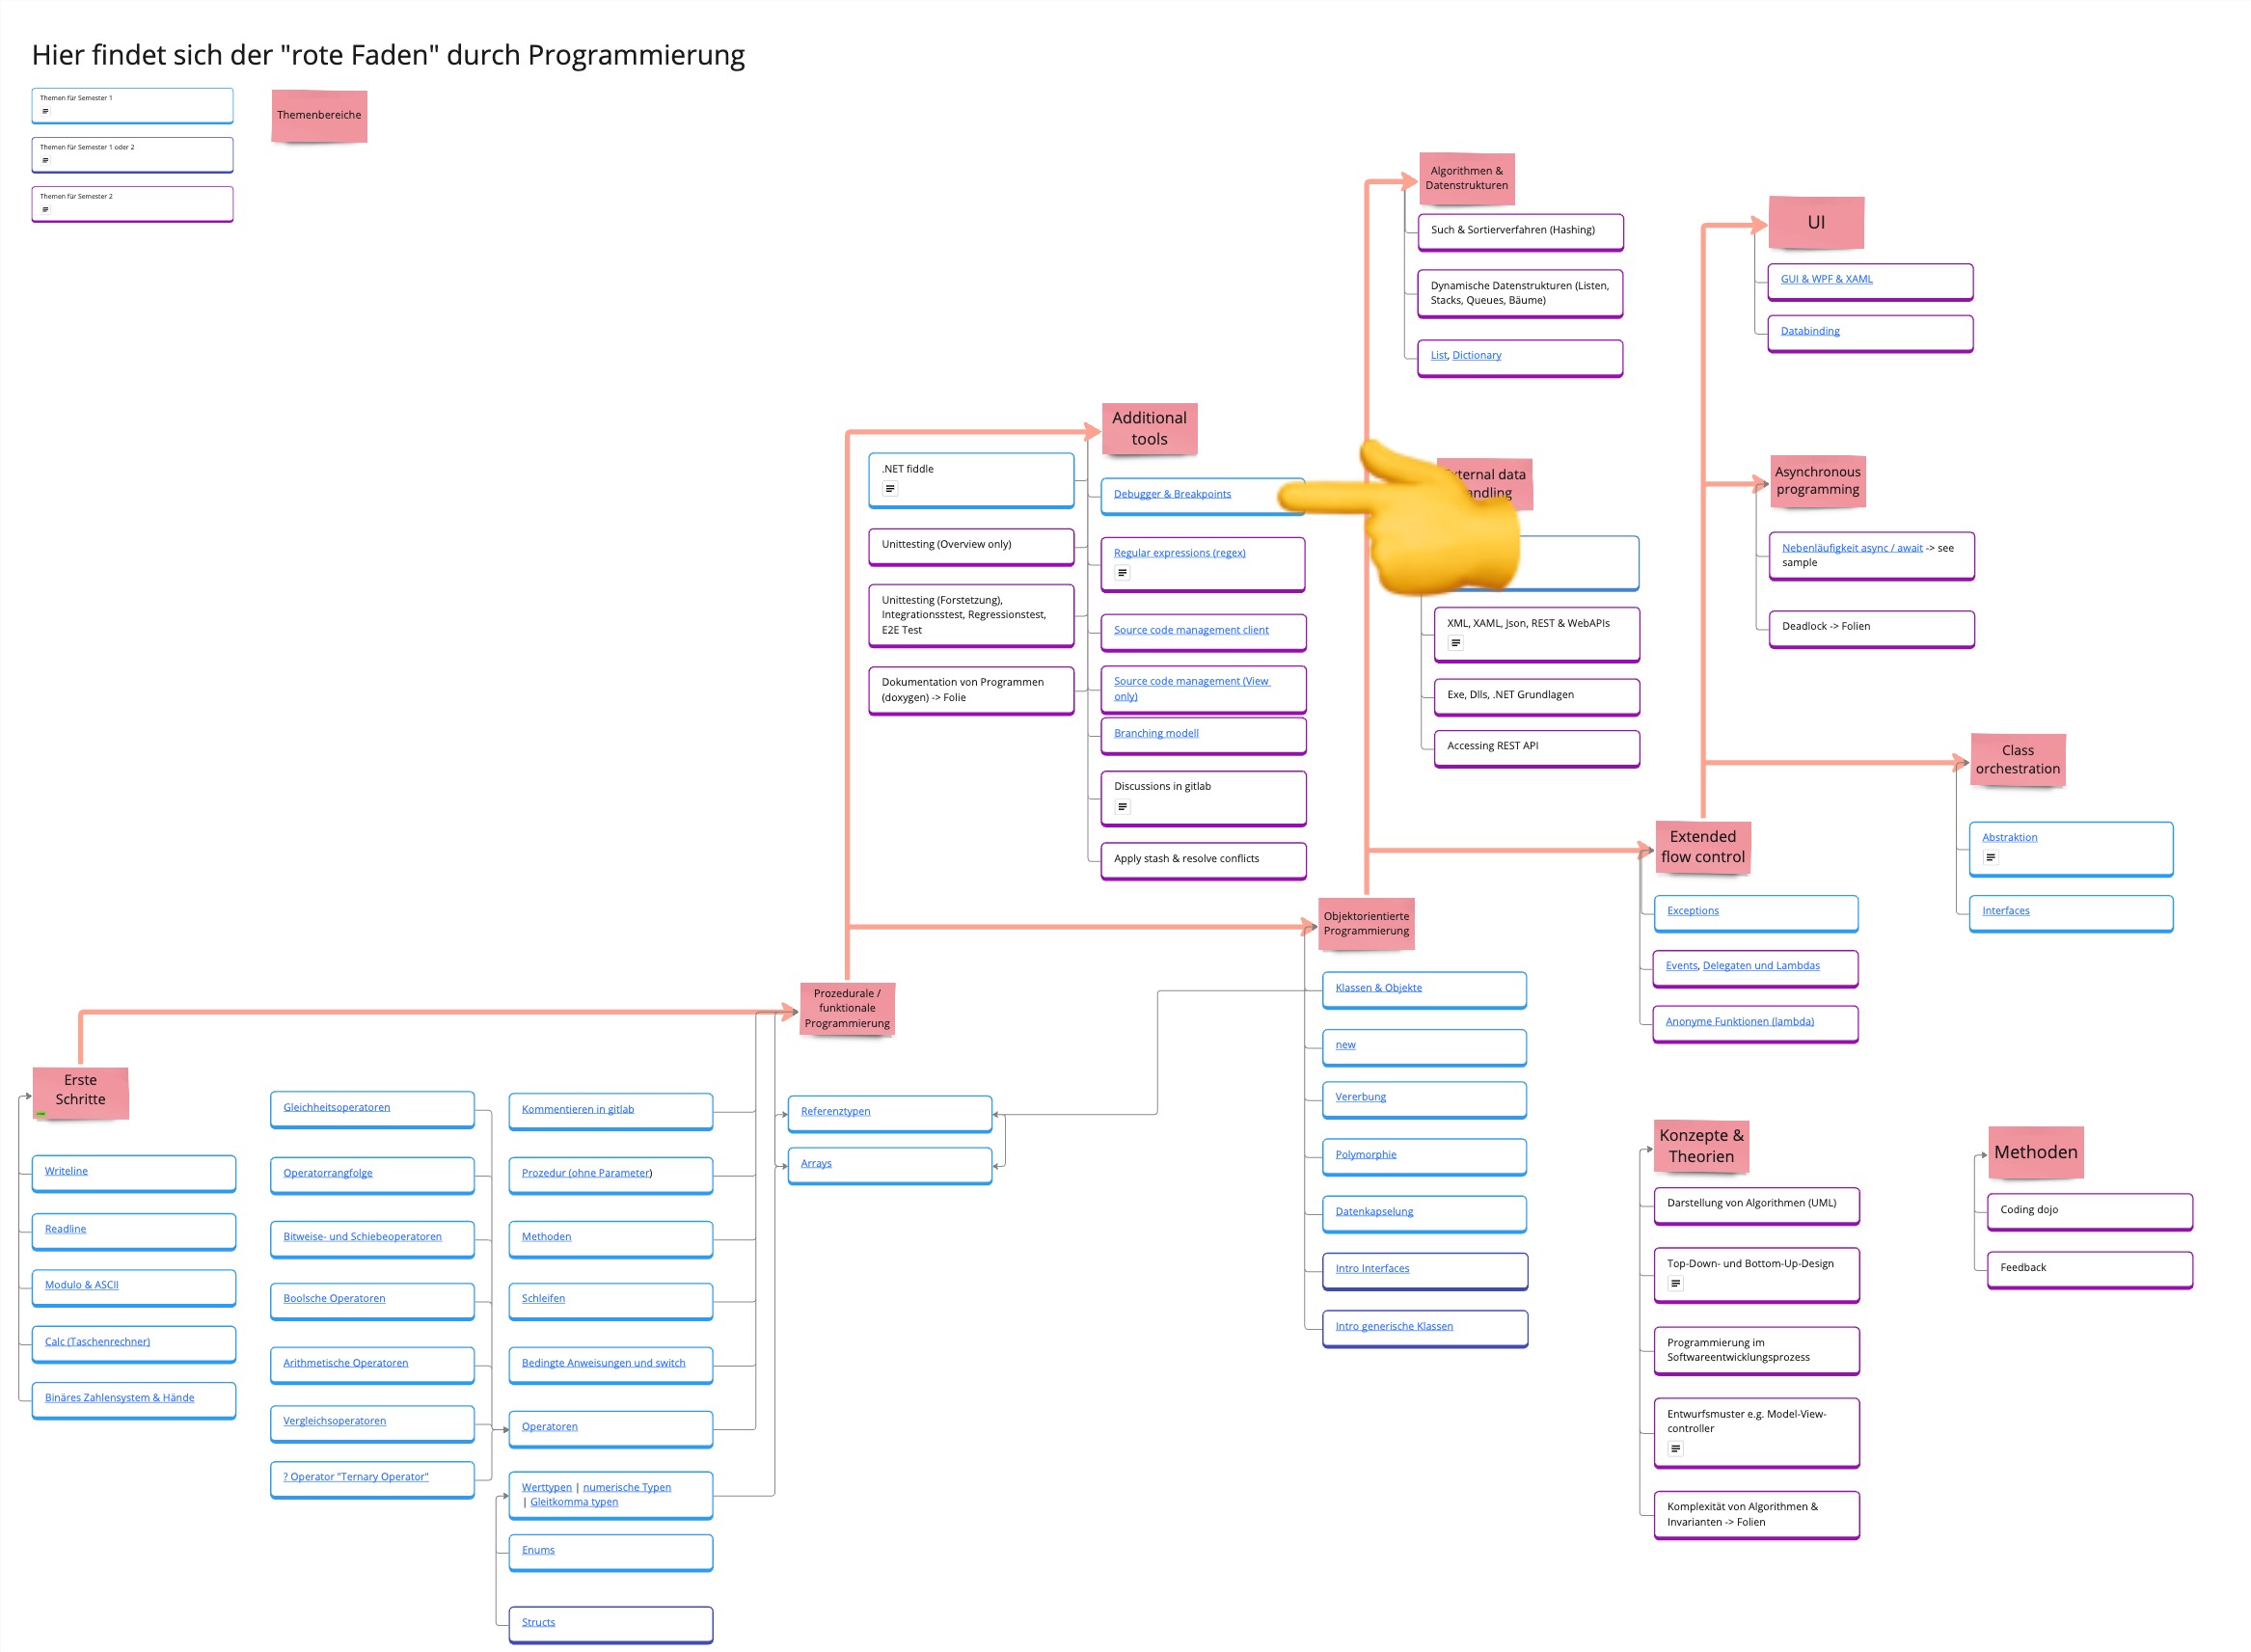 Hier findet sich der "rote Faden" durch Programmierung
Themen für Semester 1
Themen für Semester 1 oder 2
Themen für Semester 2
Themenbereiche
Algorithmen &
Datenstrukturen
Such & Sortierverfahren (Hashing)
Dynamische Datenstrukturen (Listen,
Stacks, Queues, Bäume)
List, Dictionary
UI
GUI & WPF & XAML
Databinding
Additional
tools
.NET fiddle
Unittesting (Overview only)
Unittesting (Forstetzung),
Integrationsstest, Regressionstest,
E2E Test
Dokumentation von Programmen
(doxygen) -> Folie
Debugger & Breakpoints
Regular expressions (regex)
Source code management client
Source code management (View
only)
Branching modell
Discussions in gitlab
Apply stash & resolve conflicts
data
XML, XAML, Json, REST & WebAPIs
Exe, Dlls, .NET Grundlagen
Accessing REST API
Asynchronous
programming
Nebenläufigkeit async / await -> see
sample
Deadlock -> Folien
Class
orchestration
Abstraktion
Interfaces
Extended
flow control
Exceptions
Events, Delegaten und Lambdas
Anonyme Funktionen (lambda)
Objektorientierte
Programmierung
Klassen & Objekte
new
Vererbung
Polymorphie
Datenkapselung
Intro Interfaces
Intro generische Klassen
Prozedurale /
funktionale
Programmierung
Referenztypen
Arrays
Erste
Schritte
Writeline
Readline
Modulo & ASCII
Calc (Taschenrechner)
Binäres Zahlensystem & Hände
Gleichheitsoperatoren
Operatorrangfolge
Bitweise- und Schiebeoperatoren
Boolsche Operatoren
Arithmetische Operatoren
Vergleichsoperatoren
? Operator "Ternary Operator"
Kommentieren in gitlab
Prozedur (ohne Parameter)
Methoden
Schleifen
Bedingte Anweisungen und switch
Operatoren
Werttypen | numerische Typen
| Gleitkomma typen
Enums
Structs
Konzepte &
Theorien
Darstellung von Algorithmen (UML)
Top-Down- und Bottom-Up-Design
Programmierung im
Softwareentwicklungsprozess
Entwurfsmuster e.g. Model-View-
controller
Komplexität von Algorithmen &
Invarianten -> Folien
Methoden
Coding dojo
Feedback